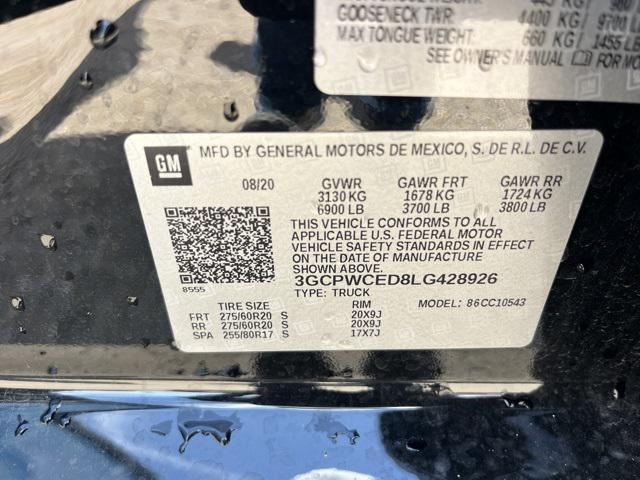 GOOSENECK TWR: 4400 KG / 9700
MAX TONGUE WEIGHT: 660 KG / 1455 LB
SEE OWNER'S MANUAL FOR MO
GM MFD BY GENERAL MOTORS DE MEXICO, S. DE R.L. DE C.V.
08/20 GVWR GAWR FRT GAWR RR
3130 KG 1678 KG 1724 KG
6900 LB 3700 LB 3800 LB
THIS VEHICLE CONFORMS TO ALL
APPLICABLE U.S. FEDERAL MOTOR
VEHICLE SAFETY STANDARDS IN EFFECT
ON THE DATE OF MANUFACTURE SHOWN ABOVE.
8555 3GCPWCED8LG428926
TYPE: TRUCK MODEL: 86CC10543
TIRE SIZE RIM
FRT 275/60R20 S 20X9J
RR 275/60R20 S 20X9J
SPA 255/80R17 S 17X7J